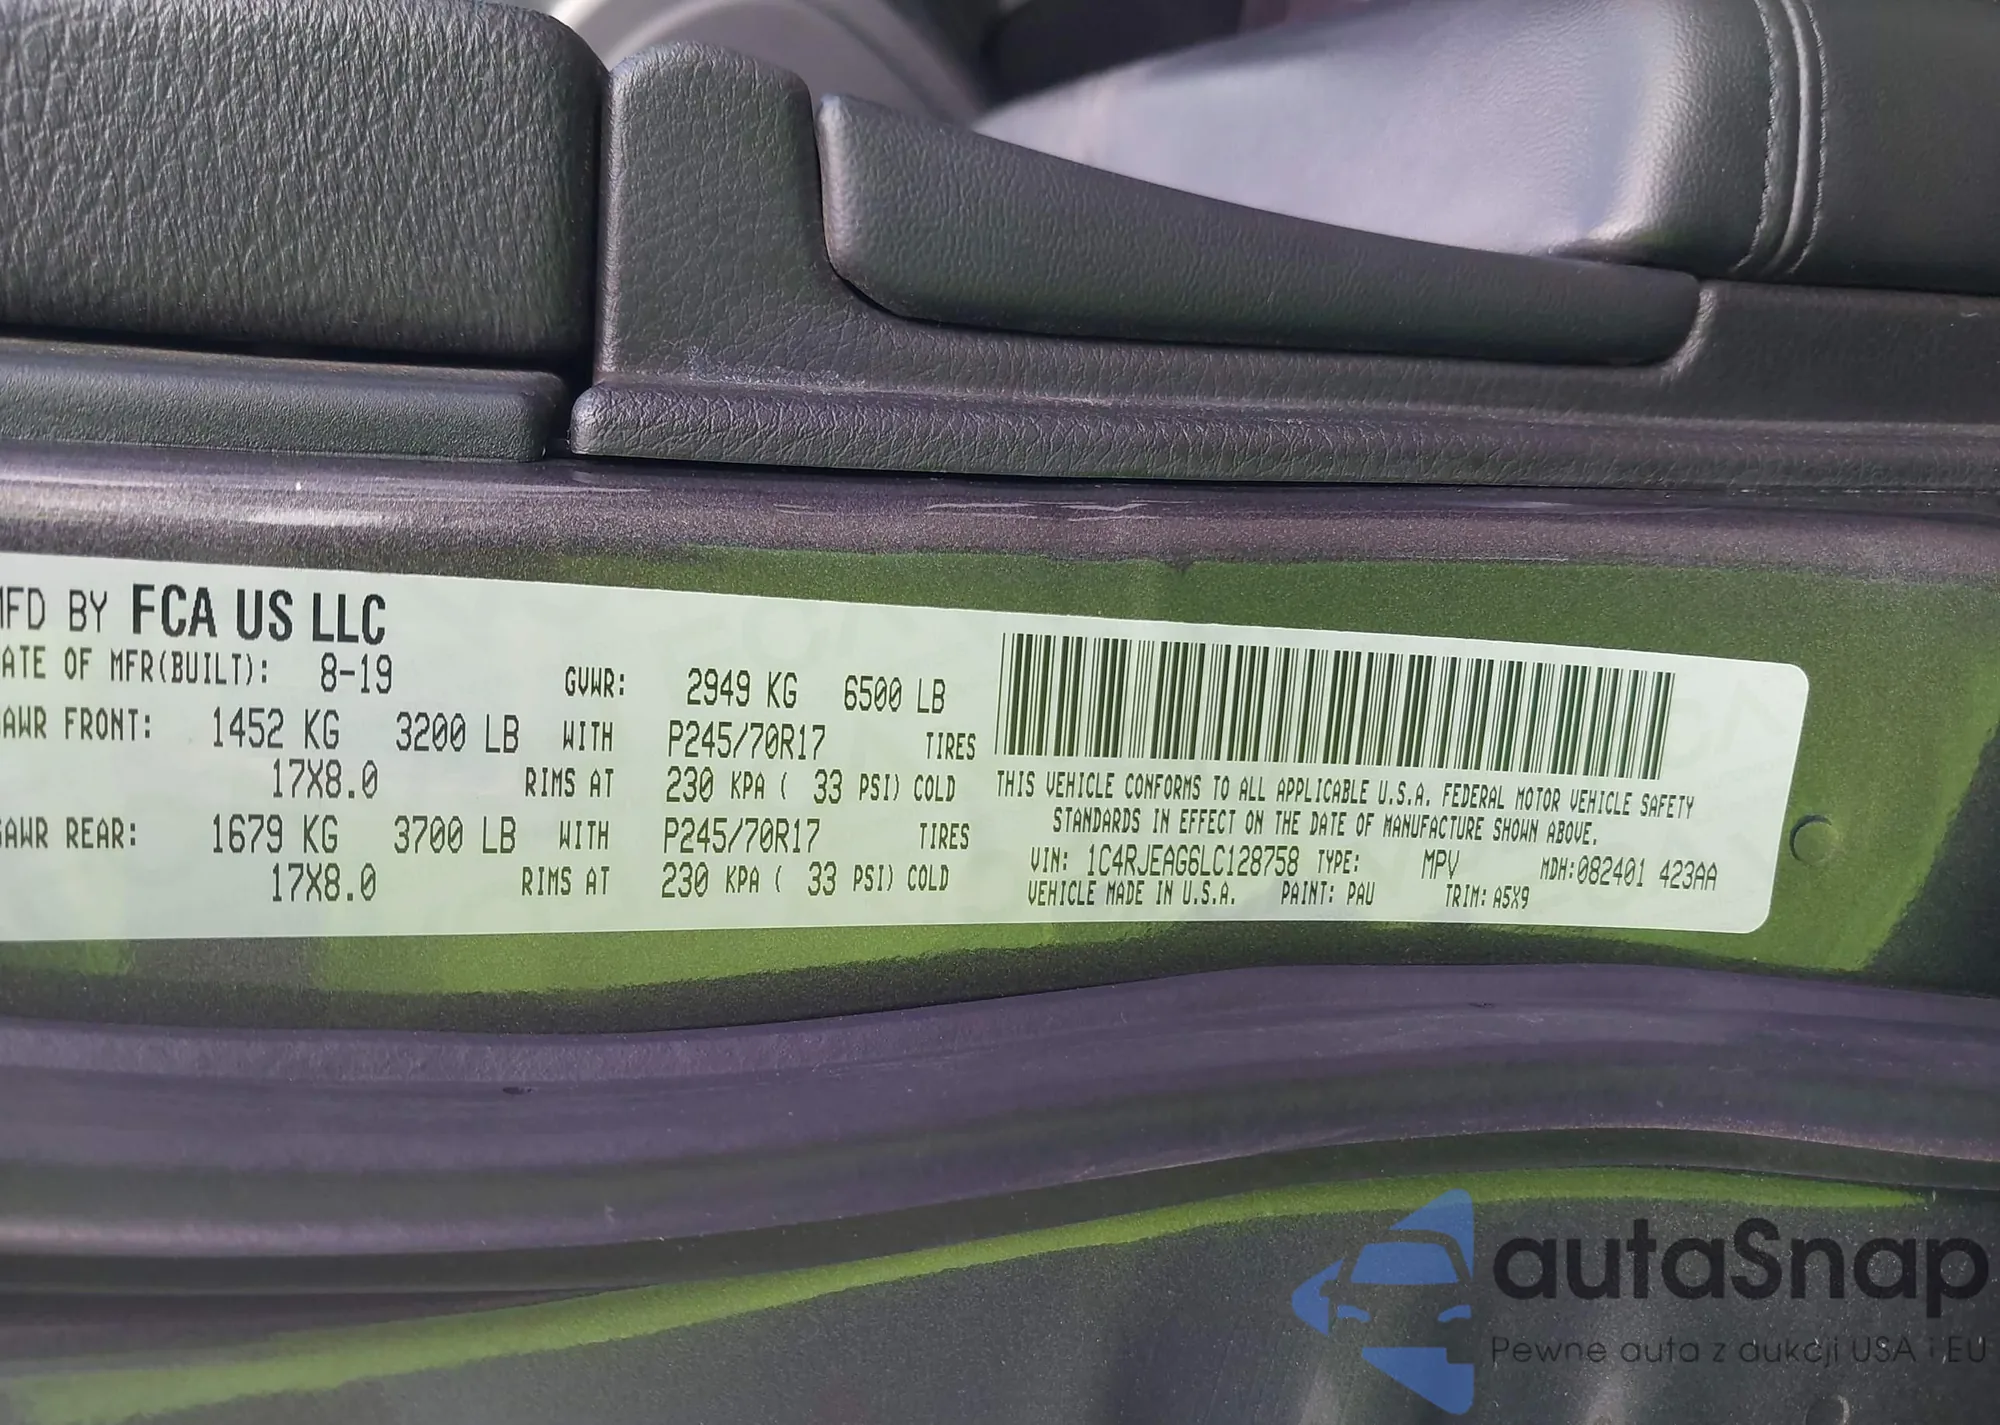 MFD BY FCA US LLC
DATE OF MFR(BUILT): 8-19 GVWR: 2949 KG 6500 LB
GAWR FRONT: 1452 KG 3200 LB WITH P245/70R17 TIRES
17X8.0 RIMS AT 230 KPA ( 33 PSI) COLD
GAWR REAR: 1679 KG 3700 LB WITH P245/70R17 TIRES
17X8.0 RIMS AT 230 KPA ( 33 PSI) COLD
THIS VEHICLE CONFORMS TO ALL APPLICABLE U.S.A. FEDERAL MOTOR VEHICLE SAFETY
STANDARDS IN EFFECT ON THE DATE OF MANUFACTURE SHOWN ABOVE.
VIN: 1C4RJEAG6LC128758 TYPE: MPV MDH:082401 423AA
VEHICLE MADE IN U.S.A. PAINT: PAU TRIM: A5X9
autaSnap
Pewne auta z dukcji USA i EU